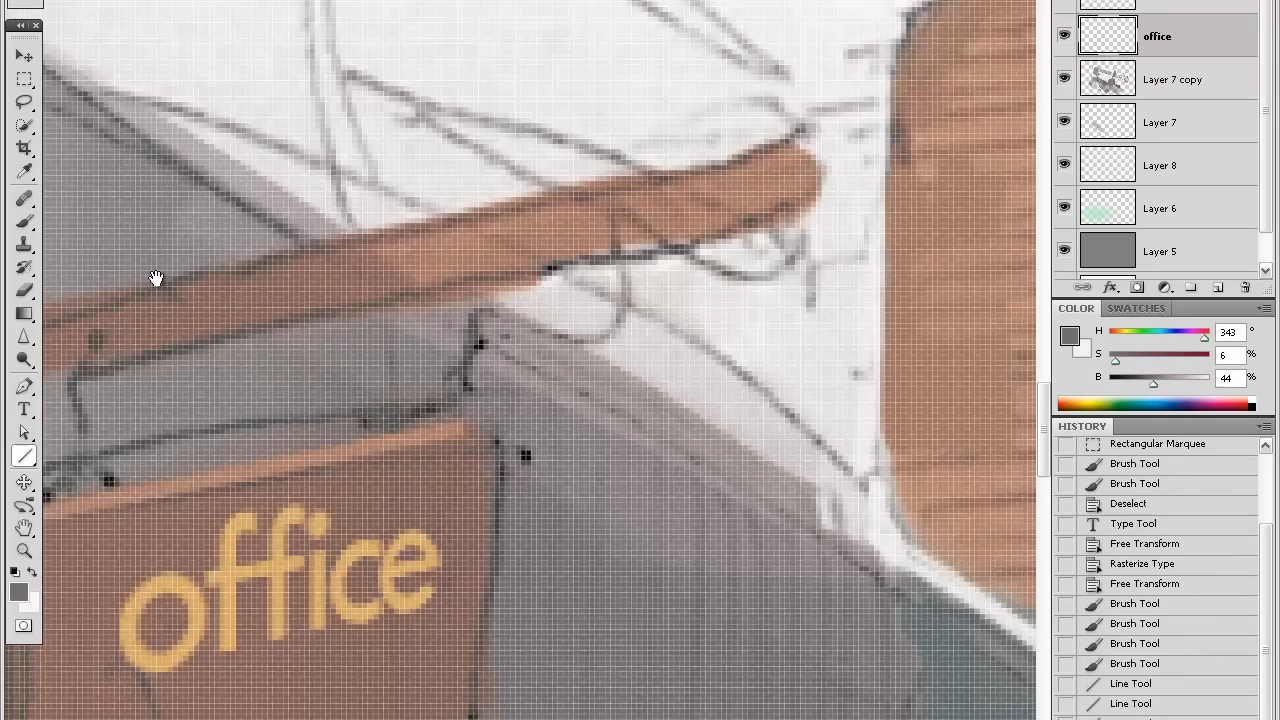 office
Layer 7 copy
Layer 7
Layer 8
Layer 6
Layer 5
fx
COLOR SWATCHES
H 343 °
S 6 %
B 44 %
HISTORY
Rectangular Marquee
Brush Tool
Brush Tool
Deselect
Type Tool
Free Transform
Rasterize Type
Free Transform
Brush Tool
Brush Tool
Brush Tool
Brush Tool
Line Tool
Line Tool
office